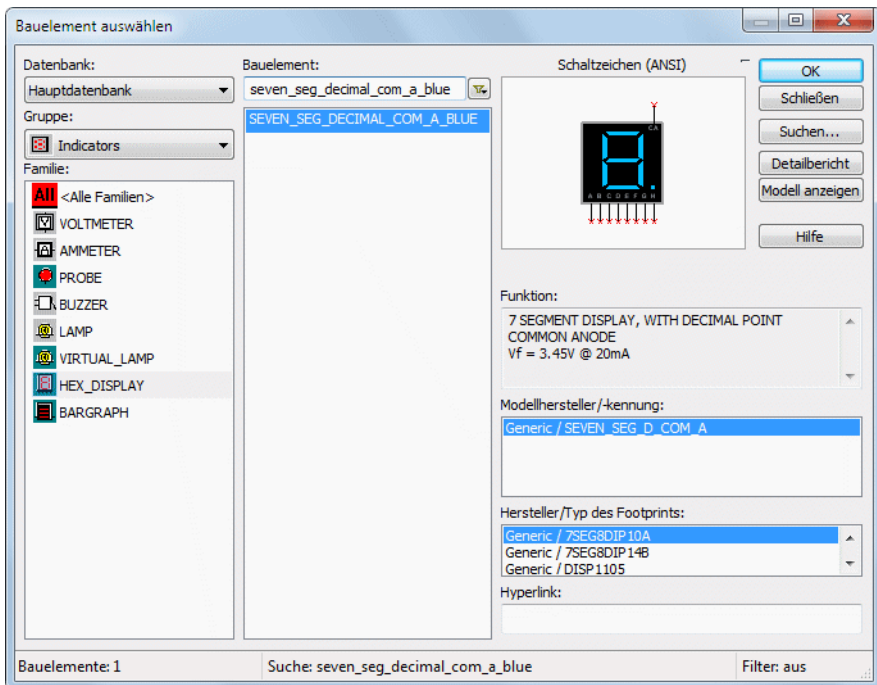 Bauelement auswählen
Datenbank:
Hauptdatenbank
Gruppe:
Indicators
Familie:
All <Alle Familien>
VOLTMETER
A AMMETER
PROBE
BUZZER
LAMP
VIRTUAL_LAMP
HEX_DISPLAY
BARGRAPH
Bauelement:
seven_seg_decimal_com_a_blue
SEVEN_SEG_DECIMAL_COM_A_BLUE
Schaltzeichen (ANSI)
CA
A B C D E F G H
OK
Schließen
Suchen...
Detailbericht
Modell anzeigen
Hilfe
Funktion:
7 SEGMENT DISPLAY, WITH DECIMAL POINT
COMMON ANODE
Vf = 3.45V @ 20mA
Modellhersteller/-kennung:
Generic / SEVEN_SEG_D_COM_A
Hersteller/Typ des Footprints:
Generic / 7SEG8DIP10A
Generic / 7SEG8DIP14B
Generic / DISP1105
Hyperlink:
Bauelemente: 1
Suche: seven_seg_decimal_com_a_blue
Filter: aus